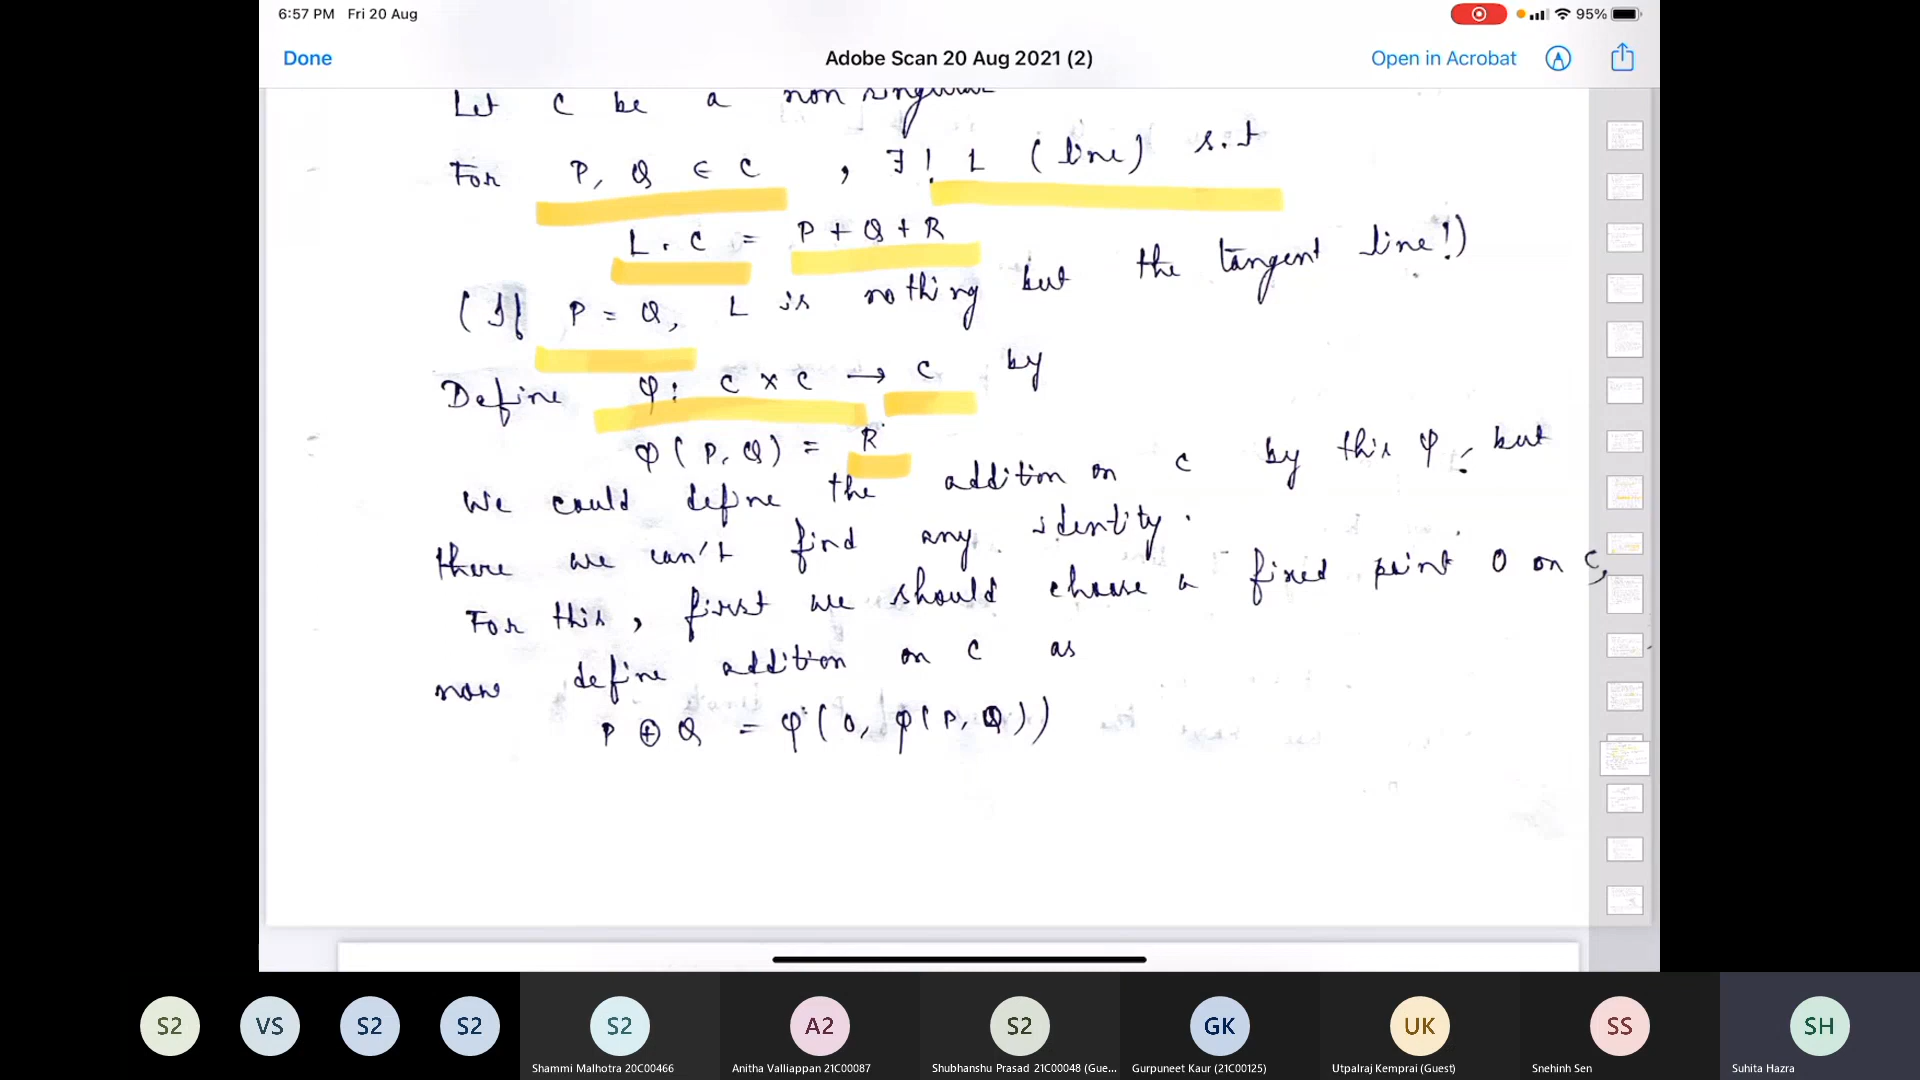 6:57 PM Fri 20 Aug
95%
Done
Adobe Scan 20 Aug 2021 (2)
Open in Acrobat
Let C be a non singular
For P, Q ∈ C , ∃! L (line) s.t
L . C = P + Q + R
(If P = Q, L is nothing but the tangent line!)
Define φ: C × C → C by
φ(P, Q) = R
We could define the addition on C by this φ, but
there we can't find any identity.
For this, first we should choose a fixed point O on C,
now define addition on C as
P ⊕ Q = φ(O, φ(P, Q))
S2 VS S2 S2 S2 A2 S2 GK UK SS SH
Shammi Malhotra 20C00466 Anitha Valliappan 21C00087 Shubhanshu Prasad 21C00048 (Gue... Gurpuneet Kaur (21C00125) Utpalraj Kemprai (Guest) Snehinh Sen Suhita Hazra